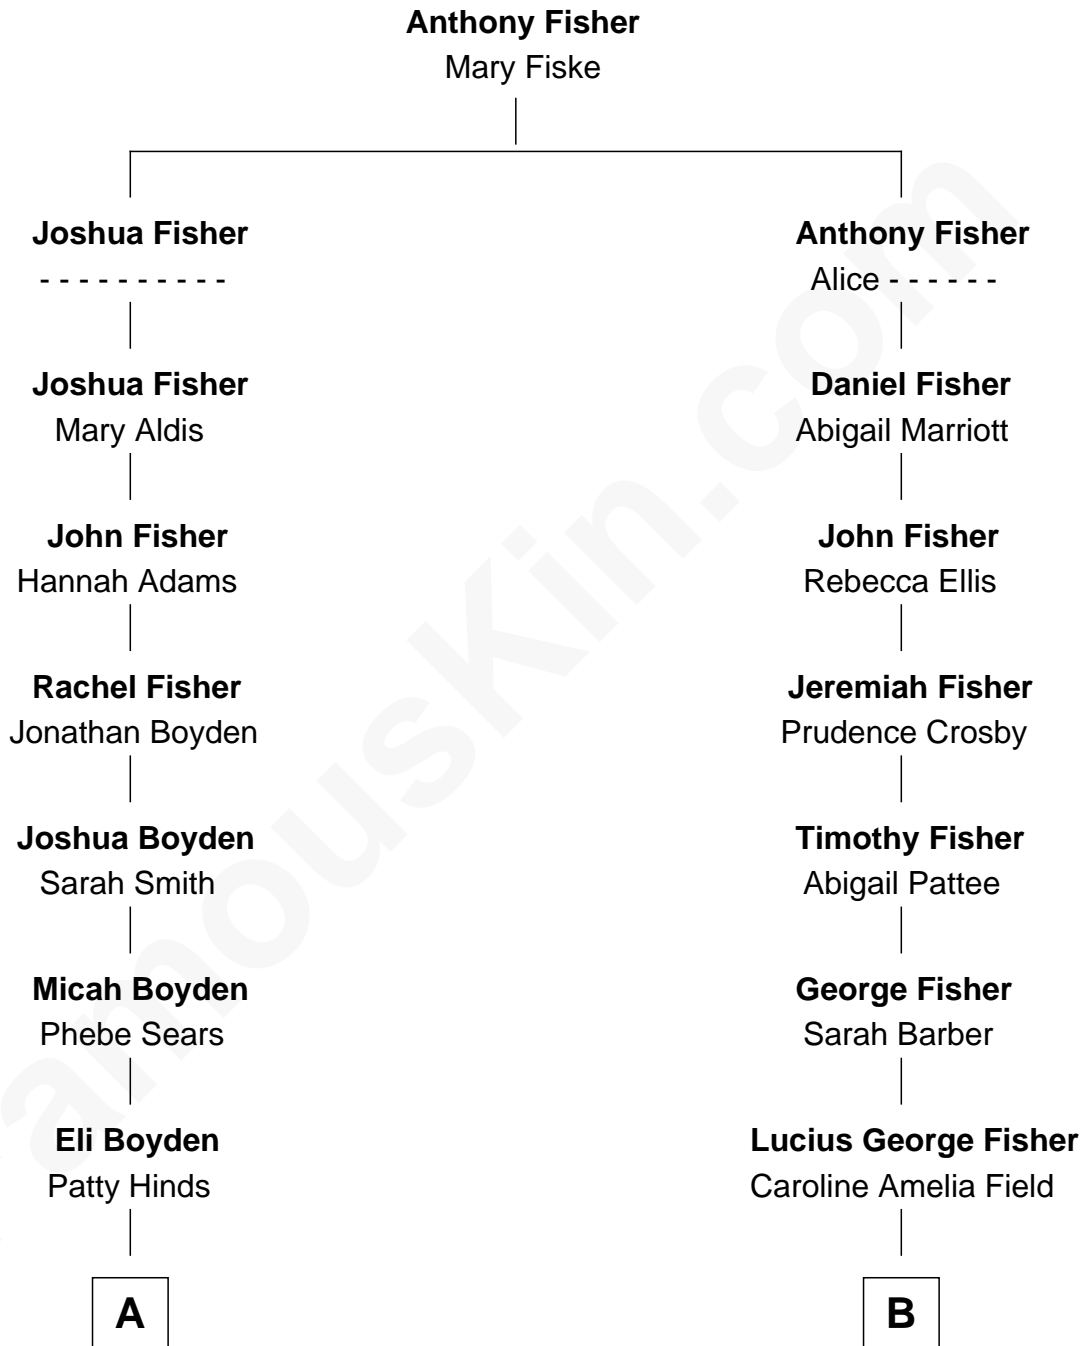 Anthony Fisher
Mary Fiske
Joshua Fisher
- - - - - - - - - -
Joshua Fisher
Mary Aldis
John Fisher
Hannah Adams
Rachel Fisher
Jonathan Boyden
Joshua Boyden
Sarah Smith
Micah Boyden
Phebe Sears
Eli Boyden
Patty Hinds
A
Anthony Fisher
Alice - - - - - -
Daniel Fisher
Abigail Marriott
John Fisher
Rebecca Ellis
Jeremiah Fisher
Prudence Crosby
Timothy Fisher
Abigail Pattee
George Fisher
Sarah Barber
Lucius George Fisher
Caroline Amelia Field
B
amousKin.com